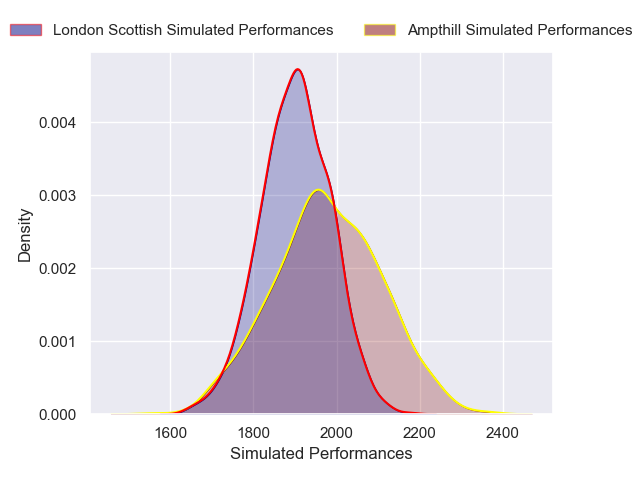 London Scottish Simulated Performances
Ampthill Simulated Performances
0.004
0.003
0.002
0.001
0.000
Density
1600 1800 2000 2200 2400
Simulated Performances